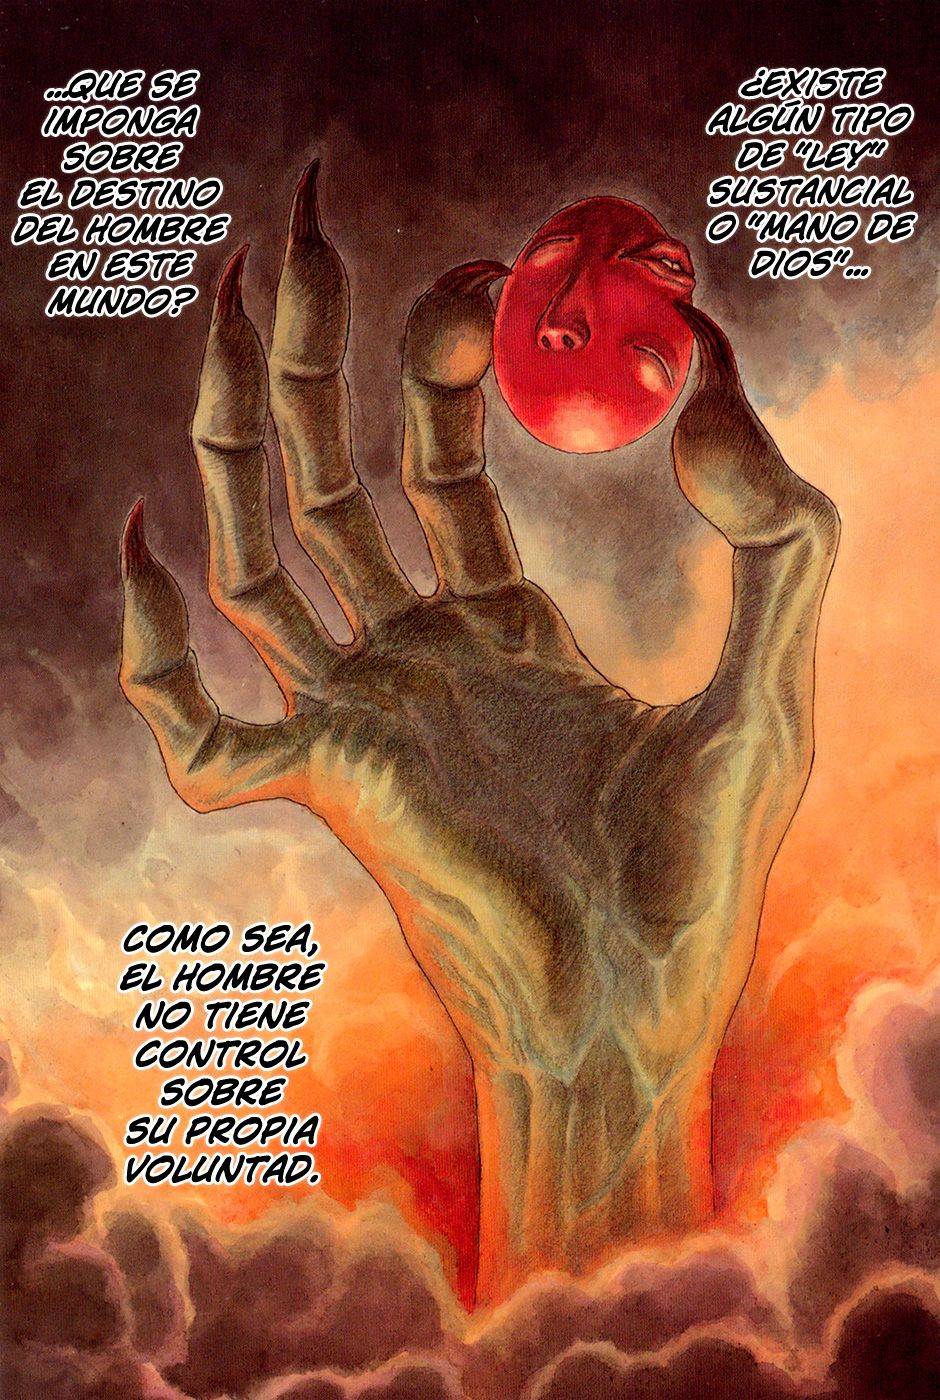 ¿EXISTE
ALGÚN TIPO
DE "LEY"
SUSTANCIAL
O "MANO DE
DIOS"...
...QUE SE
IMPONGA
SOBRE
EL DESTINO
DEL HOMBRE
EN ESTE
MUNDO?
COMO SEA,
EL HOMBRE
NO TIENE
CONTROL
SOBRE
SU PROPIA
VOLUNTAD.